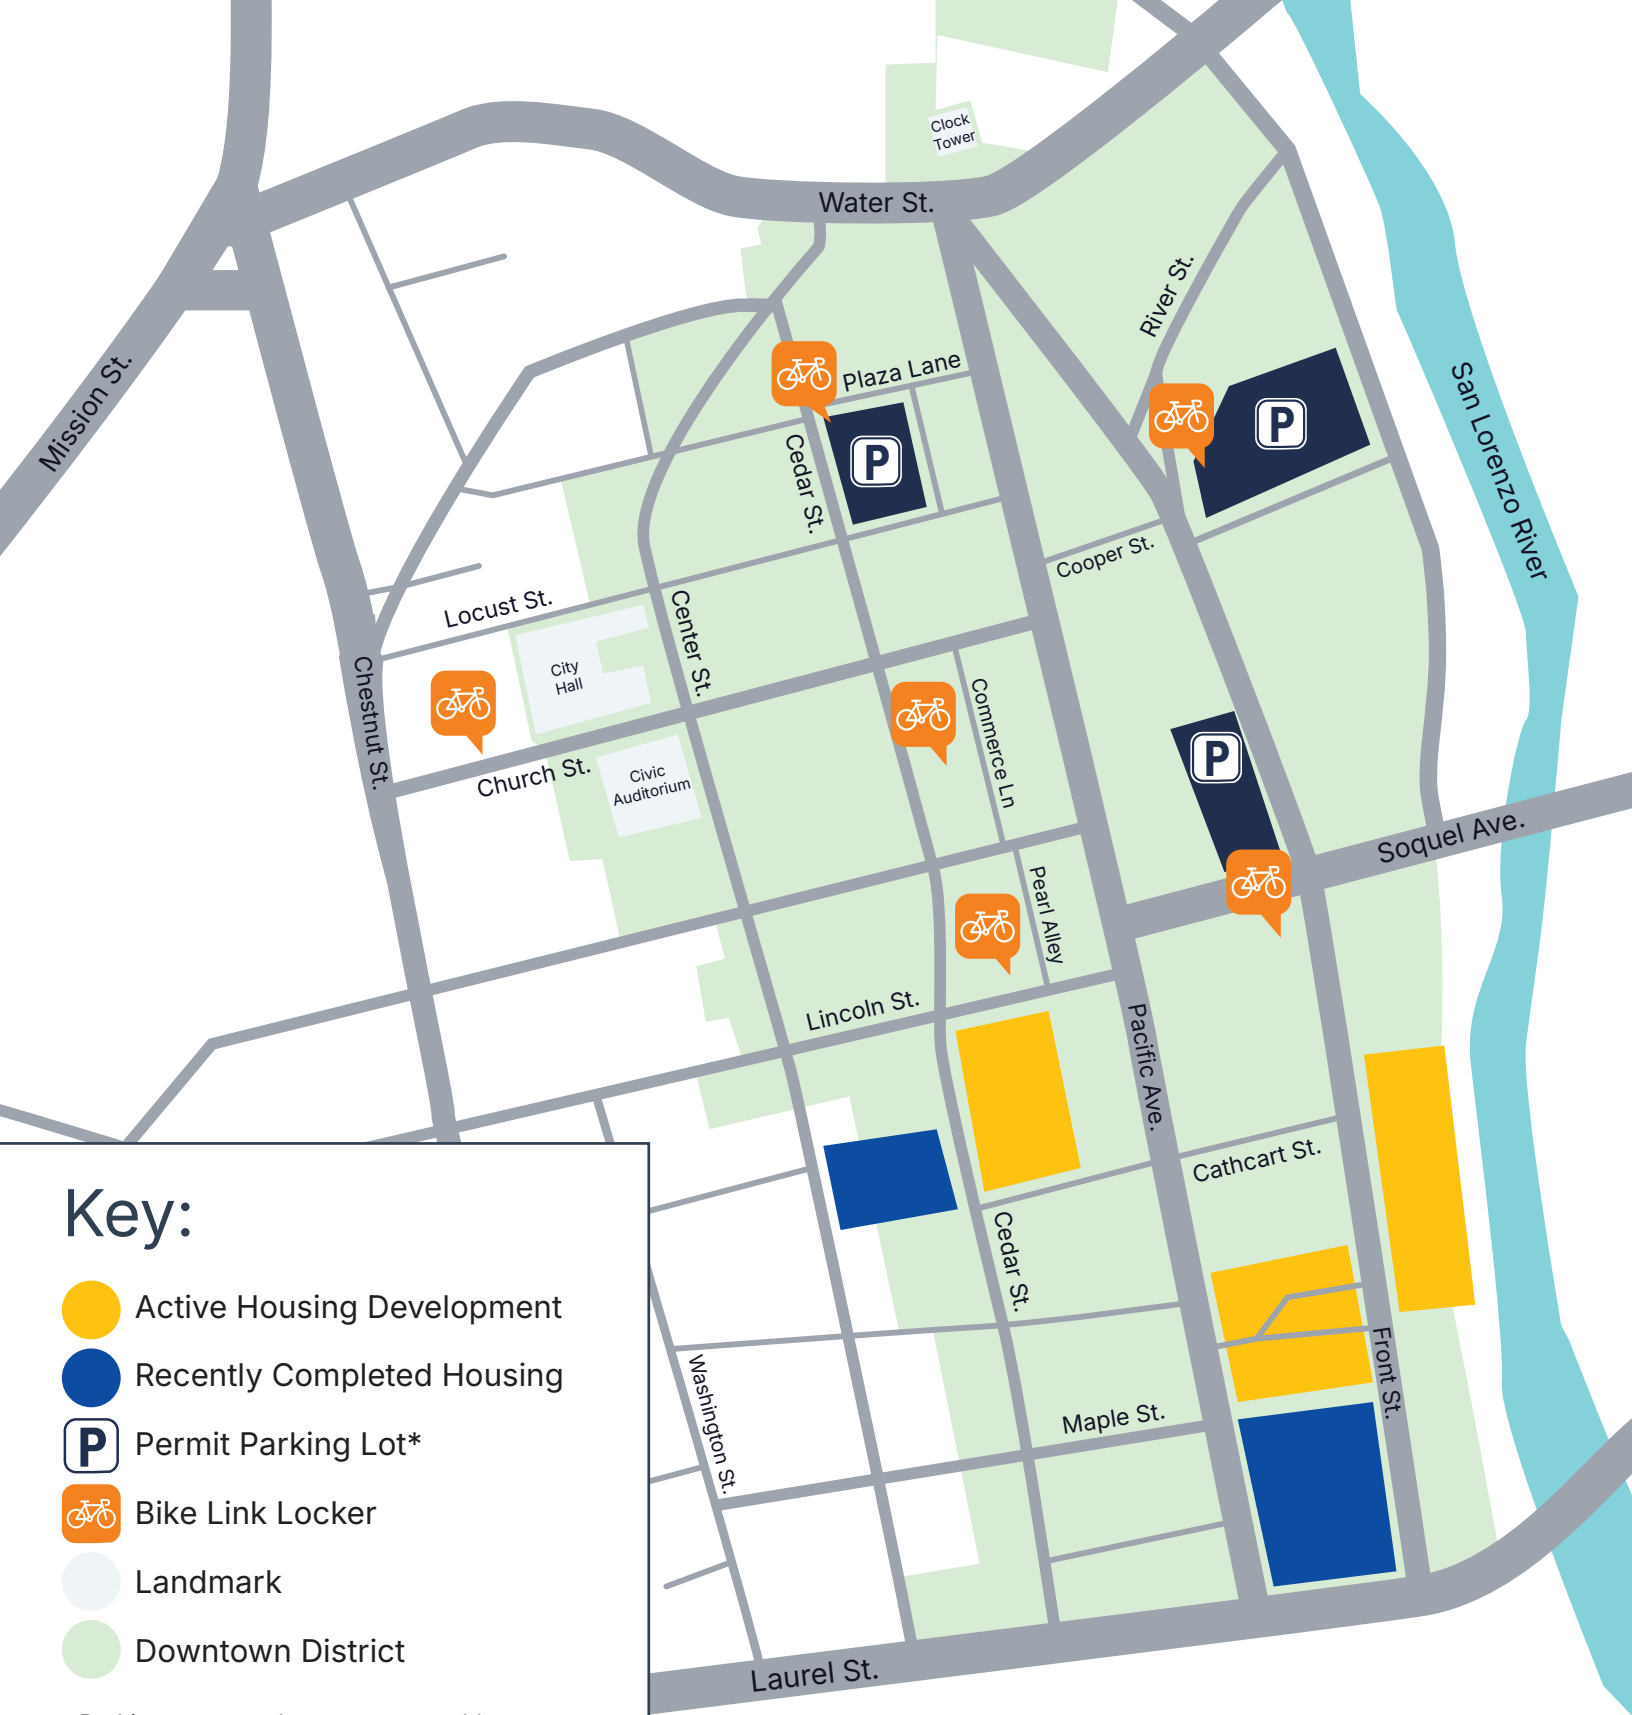 Clock
Tower
Water St.
River St.
Mission St.
Plaza Lane
P
P
San Lorenzo River
Cedar St.
Cooper St.
Locust St.
Center St.
City
Hall
Chestnut St.
Commerce Ln
Church St.
Civic
Auditorium
P
Soquel Ave.
Pearl Alley
Lincoln St.
Pacific Ave.
Cathcart St.
Cedar St.
Front St.
Washington St.
Maple St.
Laurel St.
Key:
Active Housing Development
Recently Completed Housing
P Permit Parking Lot*
Bike Link Locker
Landmark
Downtown District